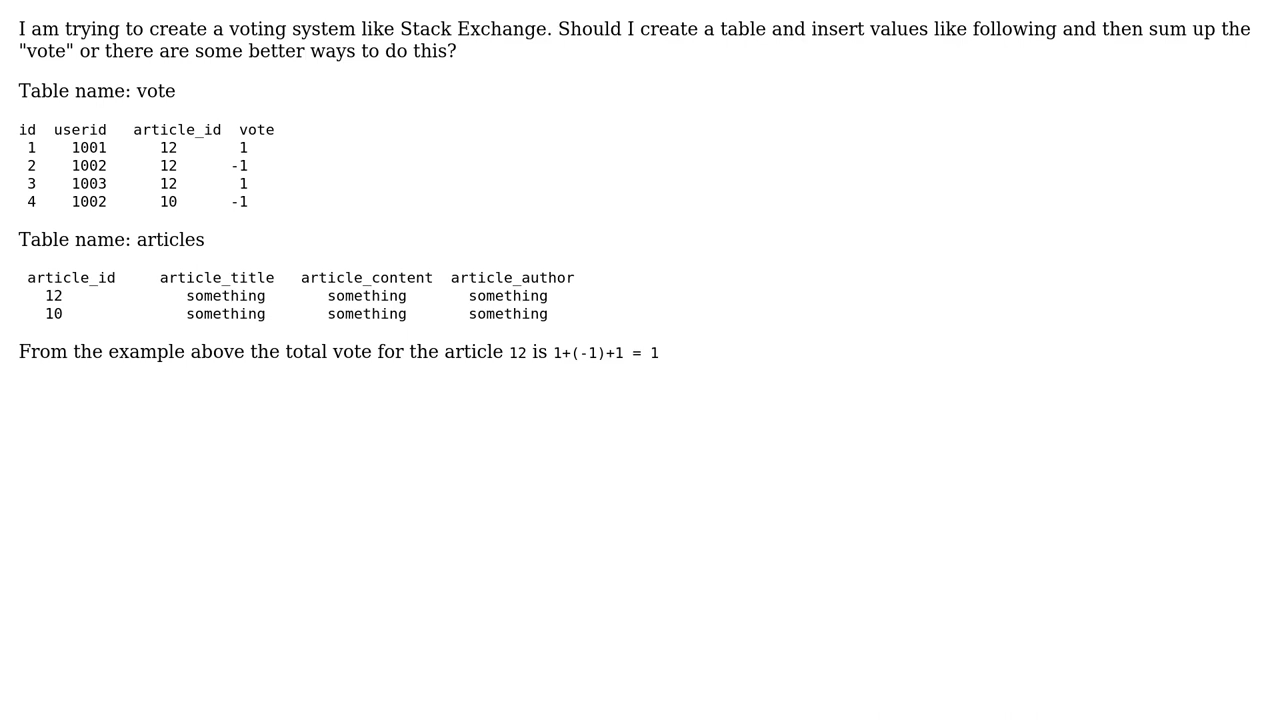 I am trying to create a voting system like Stack Exchange. Should I create a table and insert values like following and then sum up the
"vote" or there are some better ways to do this?
Table name: vote
id  userid   article_id  vote
 1    1001      12       1
 2    1002      12      -1
 3    1003      12       1
 4    1002      10      -1
Table name: articles
 article_id     article_title   article_content  article_author
   12              something       something       something
   10              something       something       something
From the example above the total vote for the article 12 is 1+(-1)+1 = 1